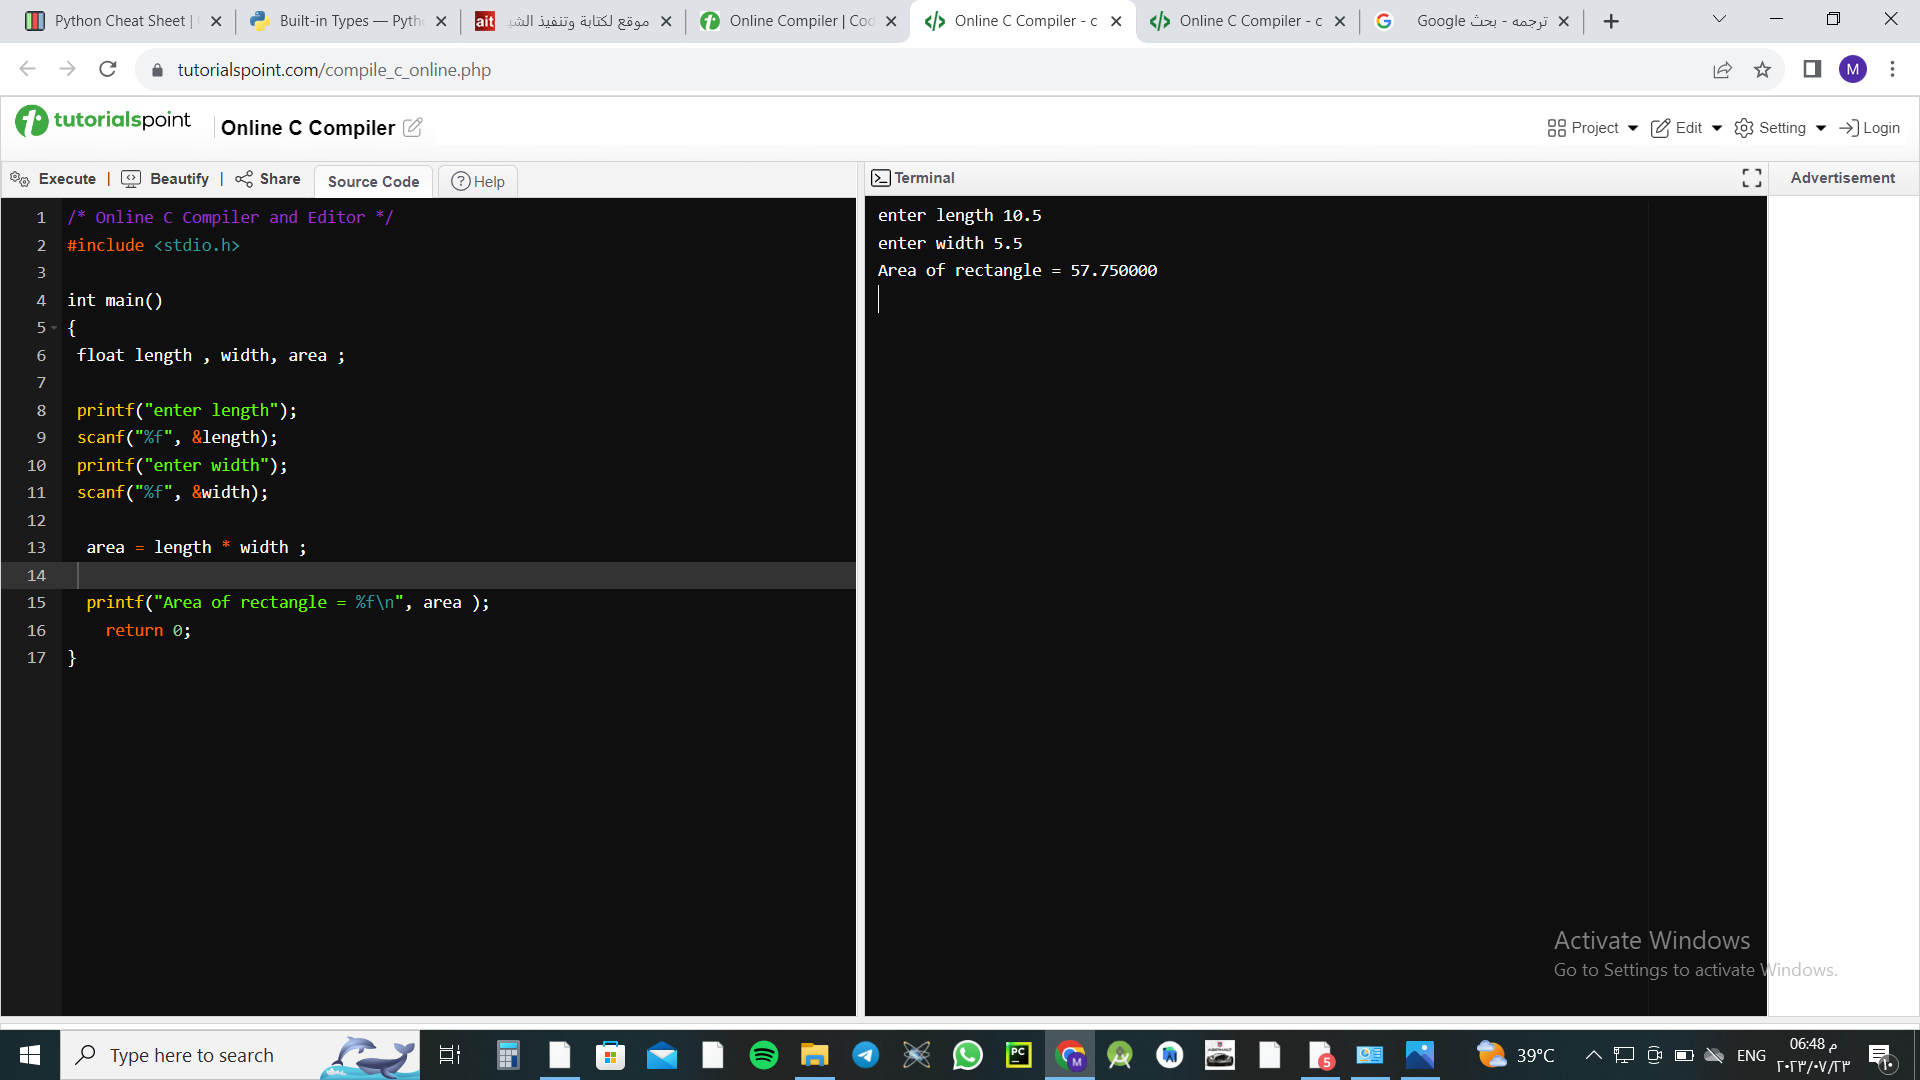 Python Cheat Sheet |
Built-in Types — Pyth
ait موقع لكتابة وتنفيذ الش
Online Compiler | Cod
Online C Compiler - c
Online C Compiler - c
ترجمه - بحث Google
tutorialspoint.com/compile_c_online.php
M
tutorialspoint
Online C Compiler
Project
Edit
Setting
Login
Execute | Beautify | Share
Source Code
Help
Terminal
Advertisement
1 /* Online C Compiler and Editor */
2 #include <stdio.h>
3
4 int main()
5 {
6 float length , width, area ;
7
8 printf("enter length");
9 scanf("%f", &length);
10 printf("enter width");
11 scanf("%f", &width);
12
13 area = length * width ;
14
15 printf("Area of rectangle = %f\n", area );
16 return 0;
17 }
enter length 10.5
enter width 5.5
Area of rectangle = 57.750000
Activate Windows
Go to Settings to activate Windows.
Type here to search
PC
M
5
39°C
ENG
06:48 م
٢٠٢٣/٠٧/٢٣
١٠